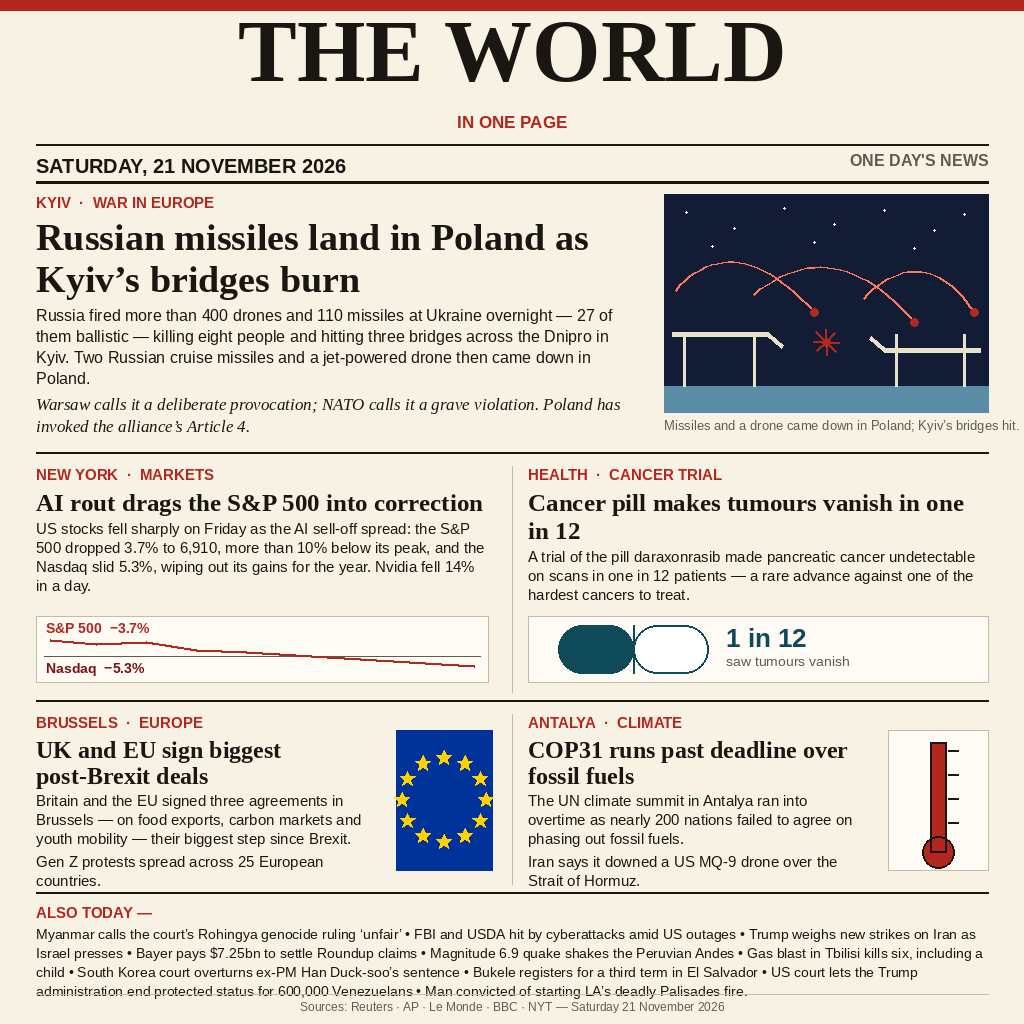 THE WORLD
IN ONE PAGE
SATURDAY, 21 NOVEMBER 2026
ONE DAY'S NEWS
KYIV · WAR IN EUROPE
Russian missiles land in Poland as
Kyiv’s bridges burn
Russia fired more than 400 drones and 110 missiles at Ukraine overnight — 27 of
them ballistic — killing eight people and hitting three bridges across the Dnipro in
Kyiv. Two Russian cruise missiles and a jet-powered drone then came down in
Poland.
Warsaw calls it a deliberate provocation; NATO calls it a grave violation. Poland has
invoked the alliance’s Article 4.
Missiles and a drone came down in Poland; Kyiv’s bridges hit.
NEW YORK · MARKETS
AI rout drags the S&P 500 into correction
US stocks fell sharply on Friday as the AI sell-off spread: the S&P
500 dropped 3.7% to 6,910, more than 10% below its peak, and the
Nasdaq slid 5.3%, wiping out its gains for the year. Nvidia fell 14%
in a day.
S&P 500 −3.7%
Nasdaq −5.3%
HEALTH · CANCER TRIAL
Cancer pill makes tumours vanish in one
in 12
A trial of the pill daraxonrasib made pancreatic cancer undetectable
on scans in one in 12 patients — a rare advance against one of the
hardest cancers to treat.
1 in 12
saw tumours vanish
BRUSSELS · EUROPE
UK and EU sign biggest
post-Brexit deals
Britain and the EU signed three agreements in
Brussels — on food exports, carbon markets and
youth mobility — their biggest step since Brexit.
Gen Z protests spread across 25 European
countries.
ANTALYA · CLIMATE
COP31 runs past deadline over
fossil fuels
The UN climate summit in Antalya ran into
overtime as nearly 200 nations failed to agree on
phasing out fossil fuels.
Iran says it downed a US MQ-9 drone over the
Strait of Hormuz.
ALSO TODAY —
Myanmar calls the court’s Rohingya genocide ruling ‘unfair’ • FBI and USDA hit by cyberattacks amid US outages • Trump weighs new strikes on Iran as
Israel presses • Bayer pays $7.25bn to settle Roundup claims • Magnitude 6.9 quake shakes the Peruvian Andes • Gas blast in Tbilisi kills six, including a
child • South Korea court overturns ex-PM Han Duck-soo’s sentence • Bukele registers for a third term in El Salvador • US court lets the Trump
administration end protected status for 600,000 Venezuelans • Man convicted of starting LA’s deadly Palisades fire.
Sources: Reuters · AP · Le Monde · BBC · NYT — Saturday 21 November 2026